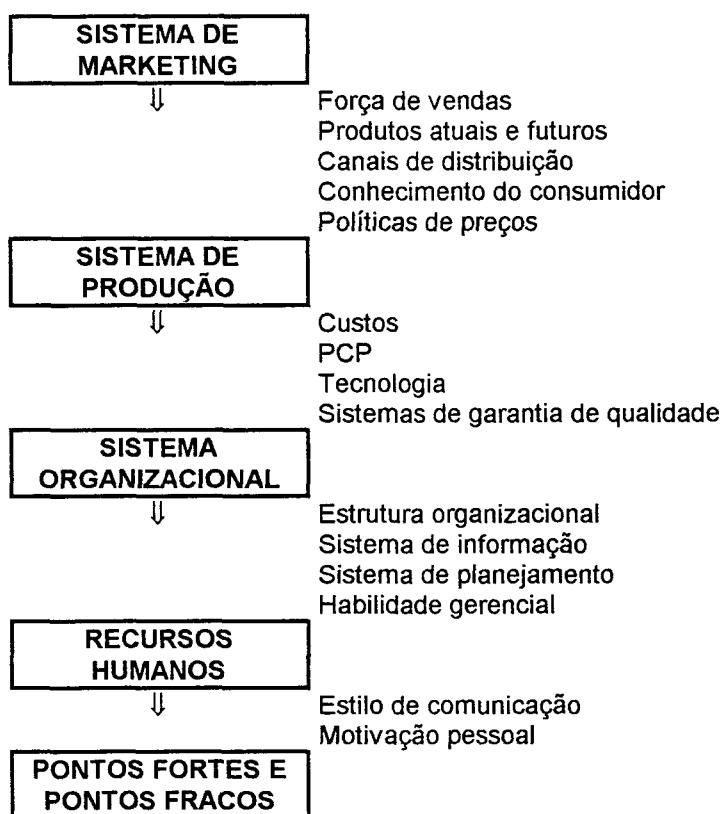 SISTEMA DE
MARKETING
⇓
Força de vendas
Produtos atuais e futuros
Canais de distribuição
Conhecimento do consumidor
Políticas de preços
SISTEMA DE
PRODUÇÃO
⇓
Custos
PCP
Tecnologia
Sistemas de garantia de qualidade
SISTEMA
ORGANIZACIONAL
⇓
Estrutura organizacional
Sistema de informação
Sistema de planejamento
Habilidade gerencial
RECURSOS
HUMANOS
⇓
Estilo de comunicação
Motivação pessoal
PONTOS FORTES E
PONTOS FRACOS